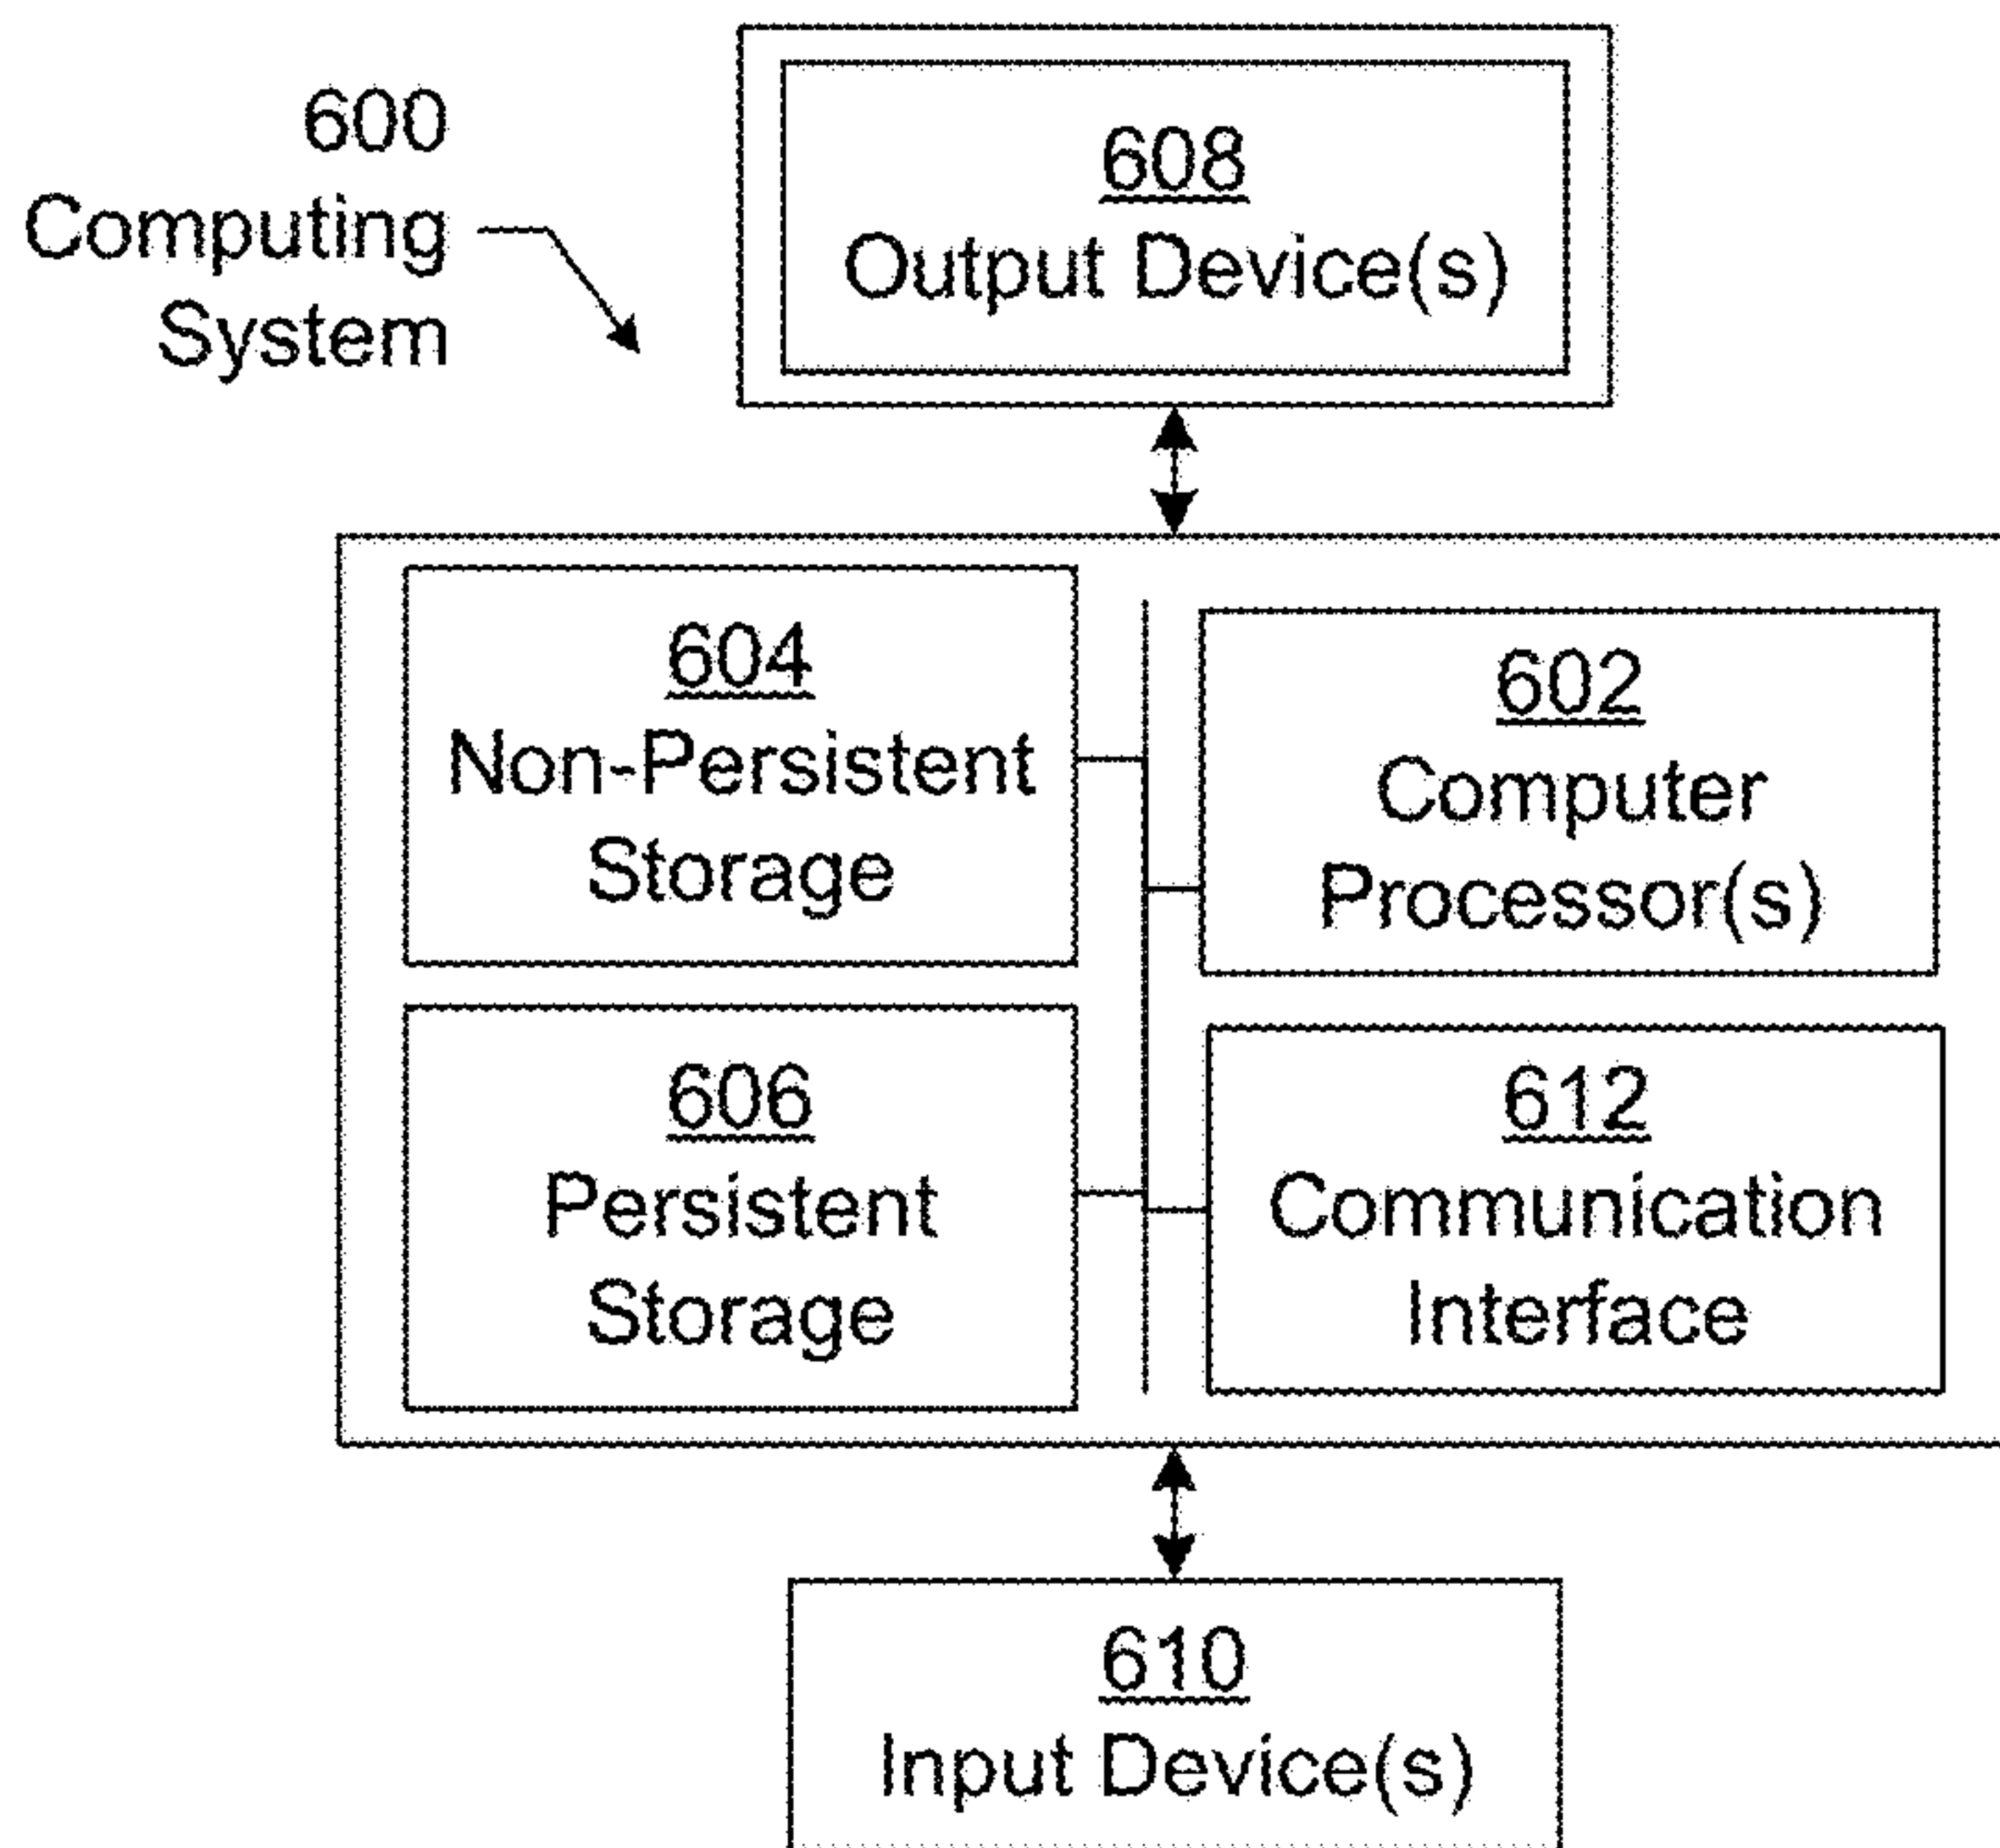 600
Computing
System
608
Output Device(s)
604
Non-Persistent
Storage
602
Computer
Processor(s)
606
Persistent
Storage
612
Communication
Interface
610
Input Device(s)